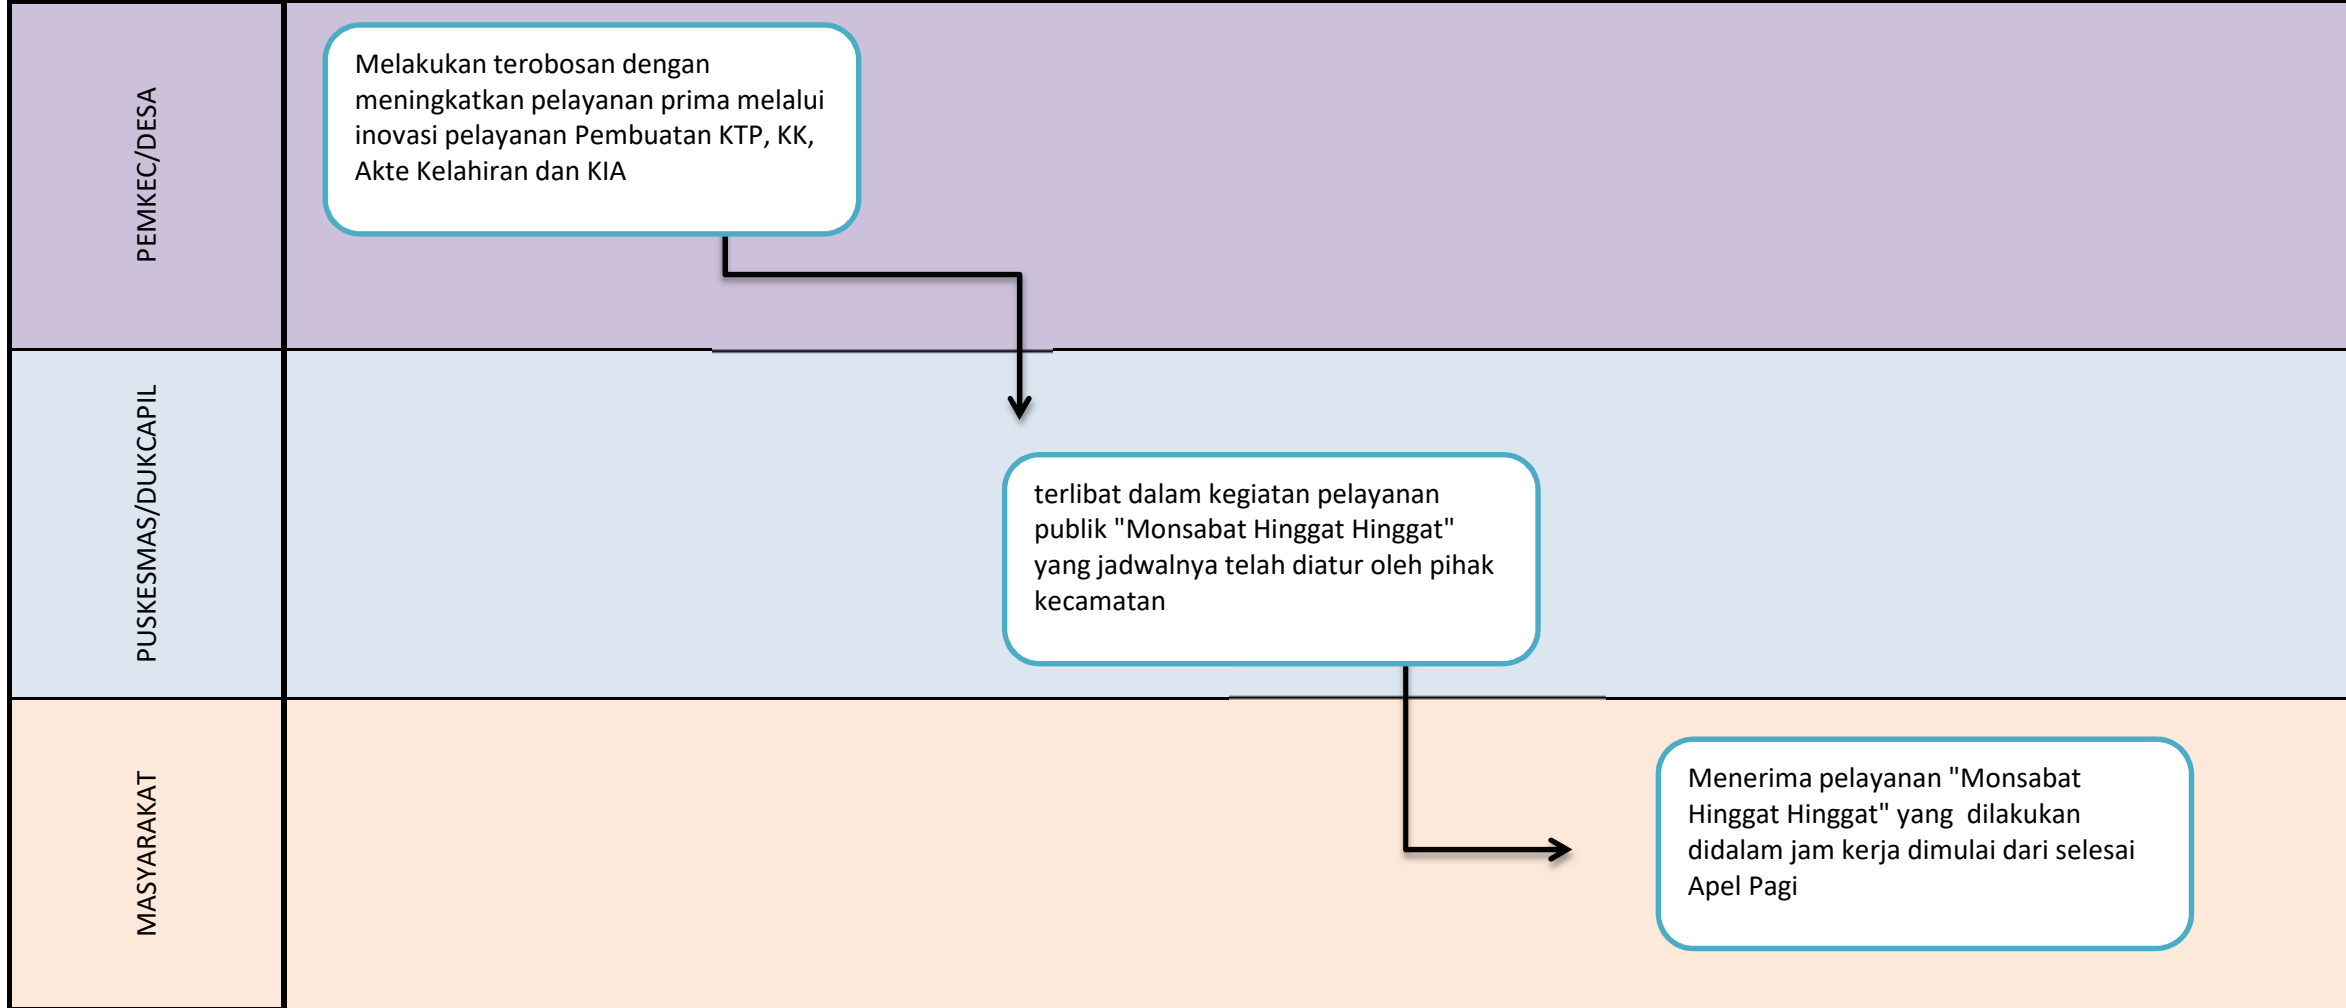 PEMKEC/DESA
Melakukan terobosan dengan
meningkatkan pelayanan prima melalui
inovasi pelayanan Pembuatan KTP, KK,
Akte Kelahiran dan KIA
PUSKESMAS/DUKCAPIL
terlibat dalam kegiatan pelayanan
publik "Monsabat Hinggat Hinggat"
yang jadwalnya telah diatur oleh pihak
kecamatan
MASYARAKAT
Menerima pelayanan "Monsabat
Hinggat Hinggat" yang  dilakukan
didalam jam kerja dimulai dari selesai
Apel Pagi